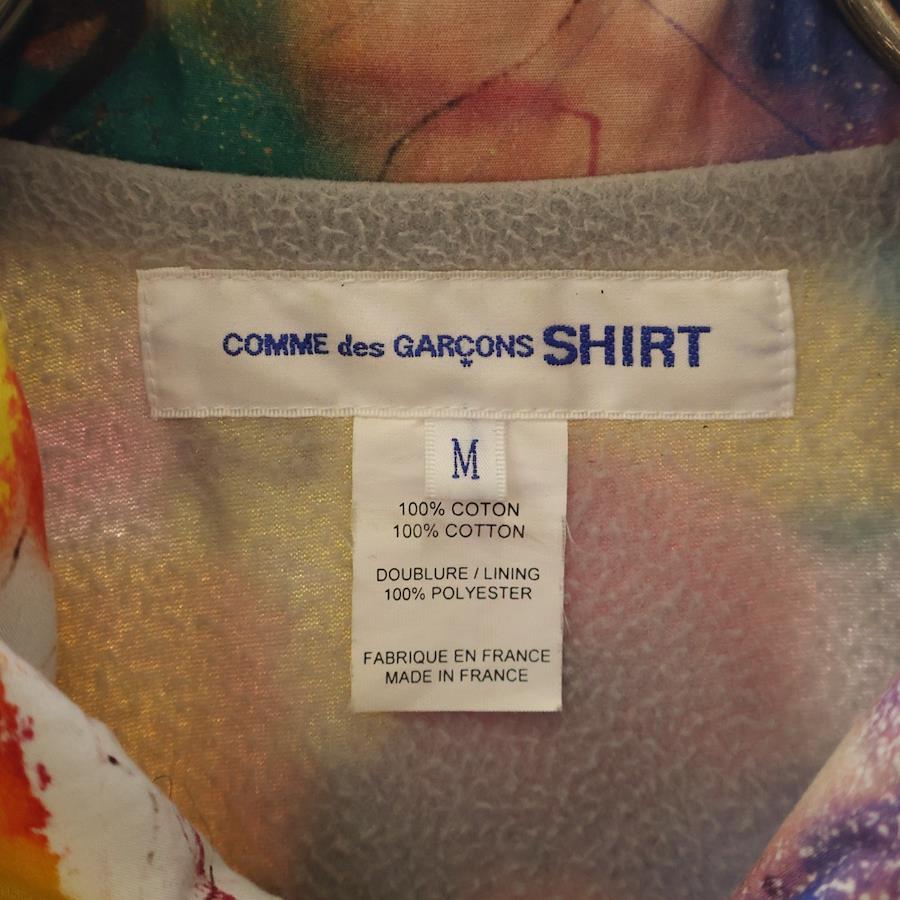 COMME des GARÇONS SHIRT
M
100% COTON
100% COTTON
DOUBLURE / LINING
100% POLYESTER
FABRIQUE EN FRANCE
MADE IN FRANCE